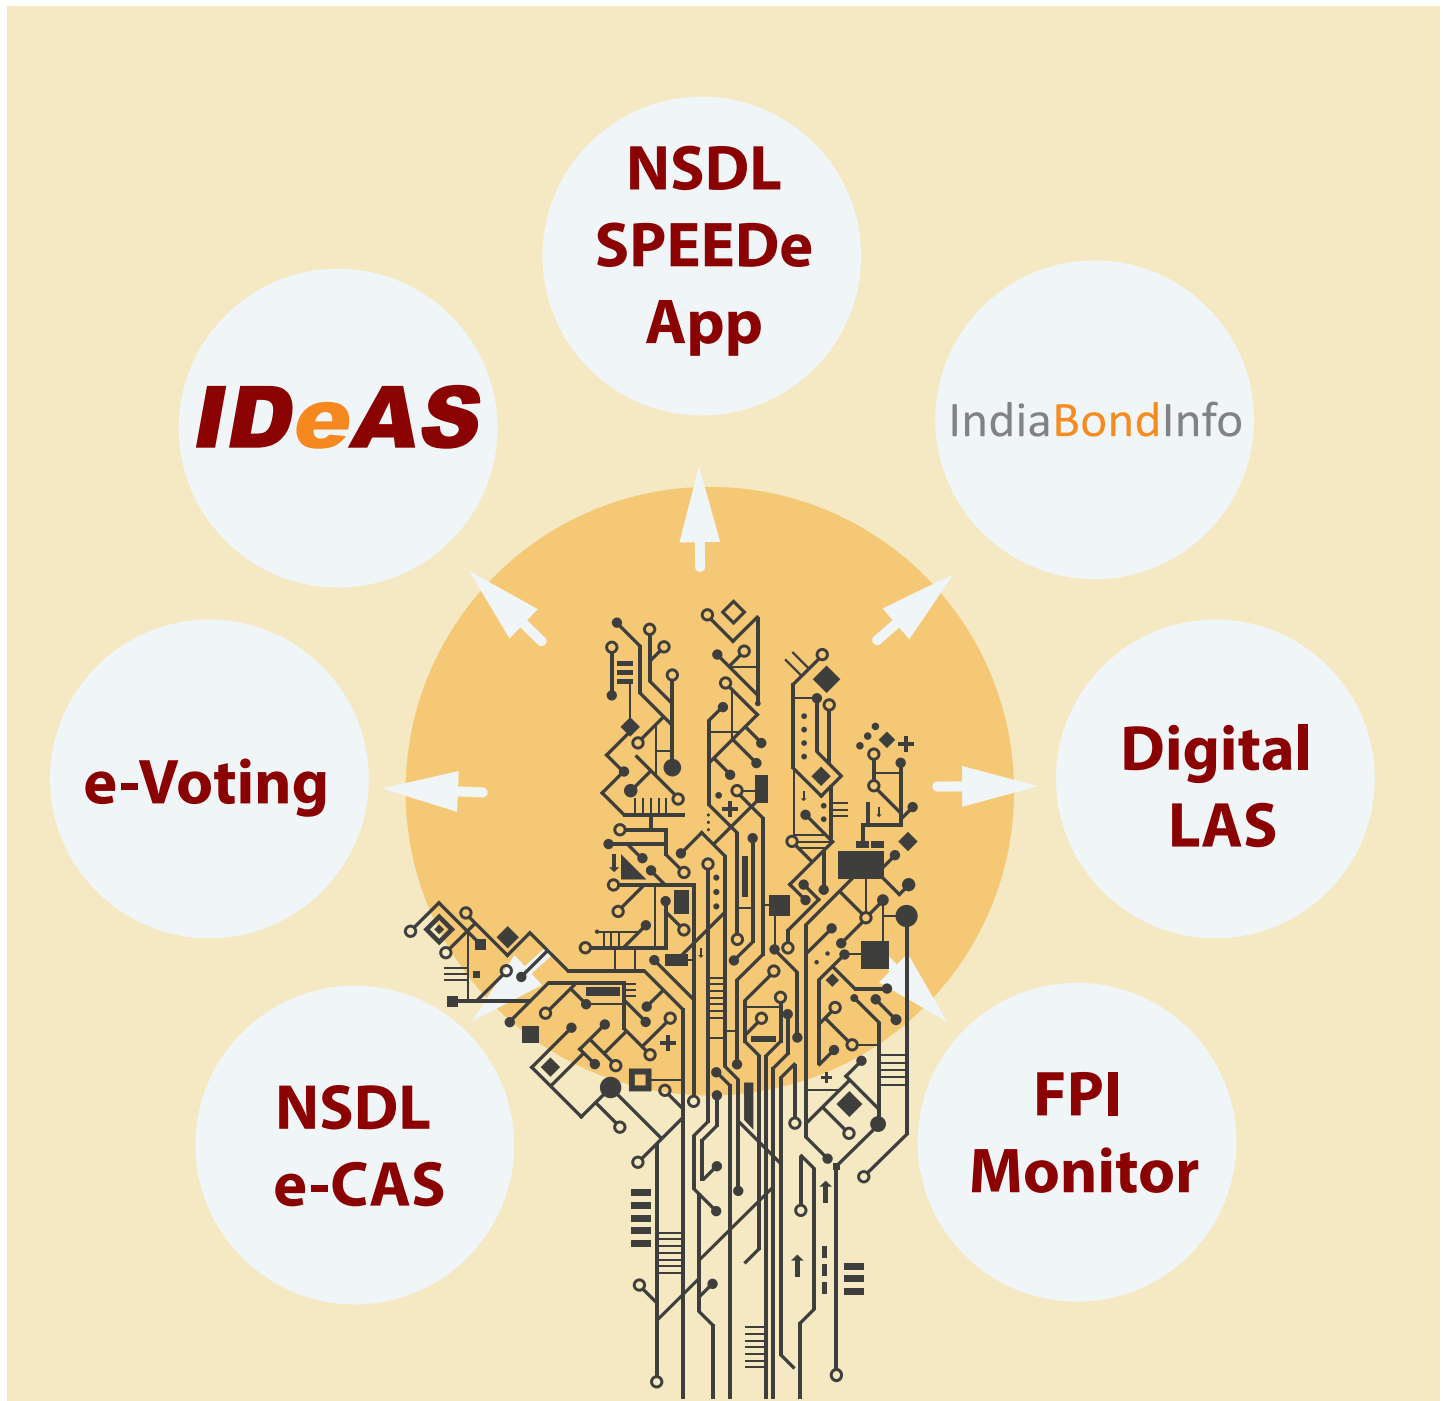 NSDL
SPEEDe
App
IDeAS
IndiaBondInfo
e-Voting
Digital
LAS
NSDL
e-CAS
FPI
Monitor